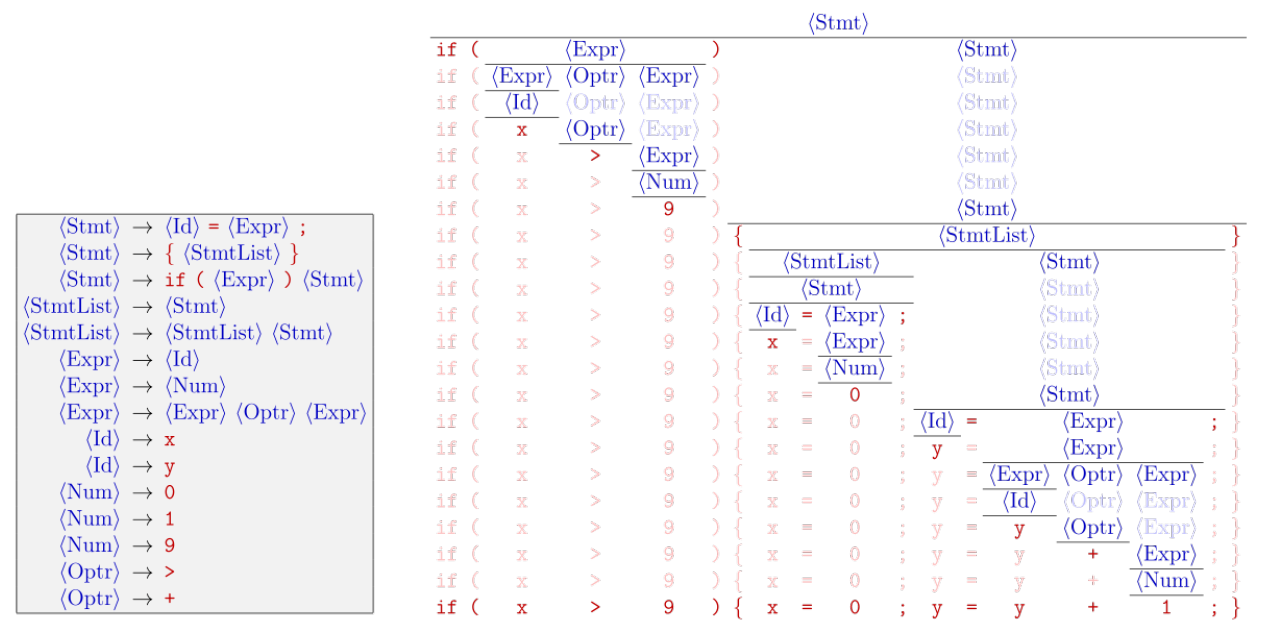 ⟨Stmt⟩ → ⟨Id⟩ = ⟨Expr⟩ ;
⟨Stmt⟩ → { ⟨StmtList⟩ }
⟨Stmt⟩ → if ( ⟨Expr⟩ ) ⟨Stmt⟩
⟨StmtList⟩ → ⟨Stmt⟩
⟨StmtList⟩ → ⟨StmtList⟩ ⟨Stmt⟩
⟨Expr⟩ → ⟨Id⟩
⟨Expr⟩ → ⟨Num⟩
⟨Expr⟩ → ⟨Expr⟩ ⟨Optr⟩ ⟨Expr⟩
⟨Id⟩ → x
⟨Id⟩ → y
⟨Num⟩ → 0
⟨Num⟩ → 1
⟨Num⟩ → 9
⟨Optr⟩ → >
⟨Optr⟩ → +
⟨Stmt⟩
if ( ⟨Expr⟩ ) ⟨Stmt⟩
if ( ⟨Expr⟩ ⟨Optr⟩ ⟨Expr⟩ ) ⟨Stmt⟩
if ( ⟨Id⟩ ⟨Optr⟩ ⟨Expr⟩ ) ⟨Stmt⟩
if ( x ⟨Optr⟩ ⟨Expr⟩ ) ⟨Stmt⟩
if ( x > ⟨Expr⟩ ) ⟨Stmt⟩
if ( x > ⟨Num⟩ ) ⟨Stmt⟩
if ( x > 9 ) ⟨Stmt⟩
if ( x > 9 ) { ⟨StmtList⟩ }
if ( x > 9 ) { ⟨StmtList⟩ ⟨Stmt⟩ }
if ( x > 9 ) { ⟨Stmt⟩ ⟨Stmt⟩ }
if ( x > 9 ) { ⟨Id⟩ = ⟨Expr⟩ ; ⟨Stmt⟩ }
if ( x > 9 ) { x = ⟨Expr⟩ ; ⟨Stmt⟩ }
if ( x > 9 ) { x = ⟨Num⟩ ; ⟨Stmt⟩ }
if ( x > 9 ) { x = 0 ; ⟨Stmt⟩ }
if ( x > 9 ) { x = 0 ; ⟨Id⟩ = ⟨Expr⟩ ; }
if ( x > 9 ) { x = 0 ; y = ⟨Expr⟩ ; }
if ( x > 9 ) { x = 0 ; y = ⟨Expr⟩ ⟨Optr⟩ ⟨Expr⟩ ; }
if ( x > 9 ) { x = 0 ; y = ⟨Id⟩ ⟨Optr⟩ ⟨Expr⟩ ; }
if ( x > 9 ) { x = 0 ; y = y ⟨Optr⟩ ⟨Expr⟩ ; }
if ( x > 9 ) { x = 0 ; y = y + ⟨Expr⟩ ; }
if ( x > 9 ) { x = 0 ; y = y + ⟨Num⟩ ; }
if ( x > 9 ) { x = 0 ; y = y + 1 ; }